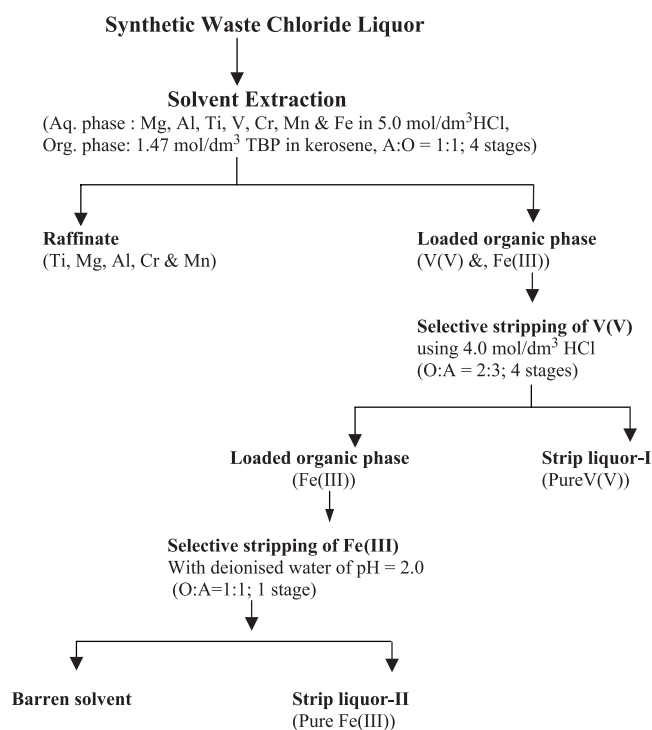 Synthetic Waste Chloride Liquor
Solvent Extraction
(Aq. phase : Mg, Al, Ti, V, Cr, Mn & Fe in 5.0 mol/dm³HCl,
Org. phase: 1.47 mol/dm³ TBP in kerosene, A:O = 1:1; 4 stages)
Raffinate
(Ti, Mg, Al, Cr & Mn)
Loaded organic phase
(V(V) &, Fe(III))
Selective stripping of V(V)
using 4.0 mol/dm³ HCl
(O:A = 2:3; 4 stages)
Loaded organic phase
(Fe(III))
Strip liquor-I
(PureV(V))
Selective stripping of Fe(III)
With deionised water of pH = 2.0
(O:A=1:1; 1 stage)
Barren solvent
Strip liquor-II
(Pure Fe(III))